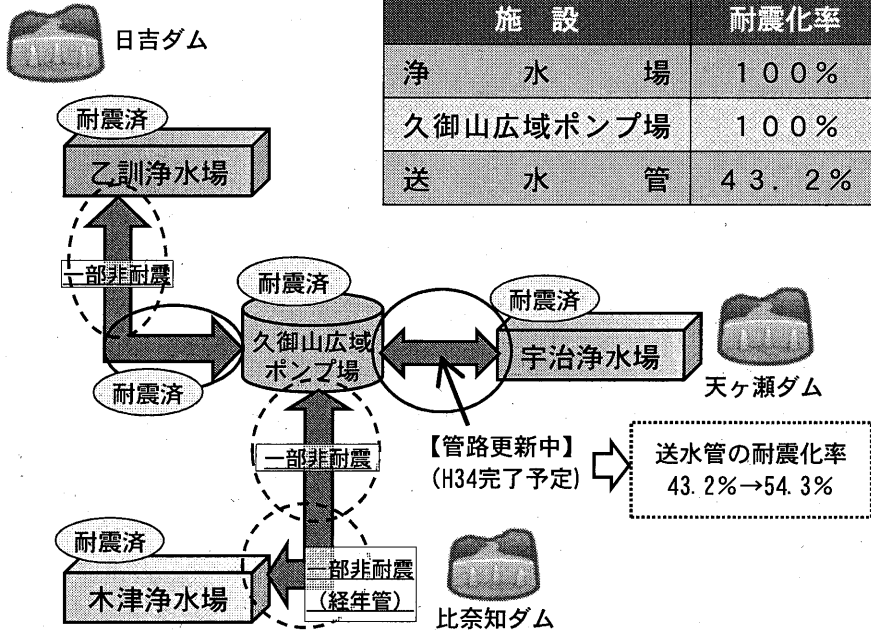 日吉ダム
施設 耐震化率
浄水場 100%
久御山広域ポンプ場 100%
送水管 43.2%
耐震済
乙訓浄水場
一部非耐震
耐震済
耐震済
久御山広域
ポンプ場
耐震済
宇治浄水場
天ヶ瀬ダム
一部非耐震
【管路更新中】
(H34完了予定)
送水管の耐震化率
43.2%→54.3%
耐震済
木津浄水場
一部非耐震
(経年管)
比奈知ダム